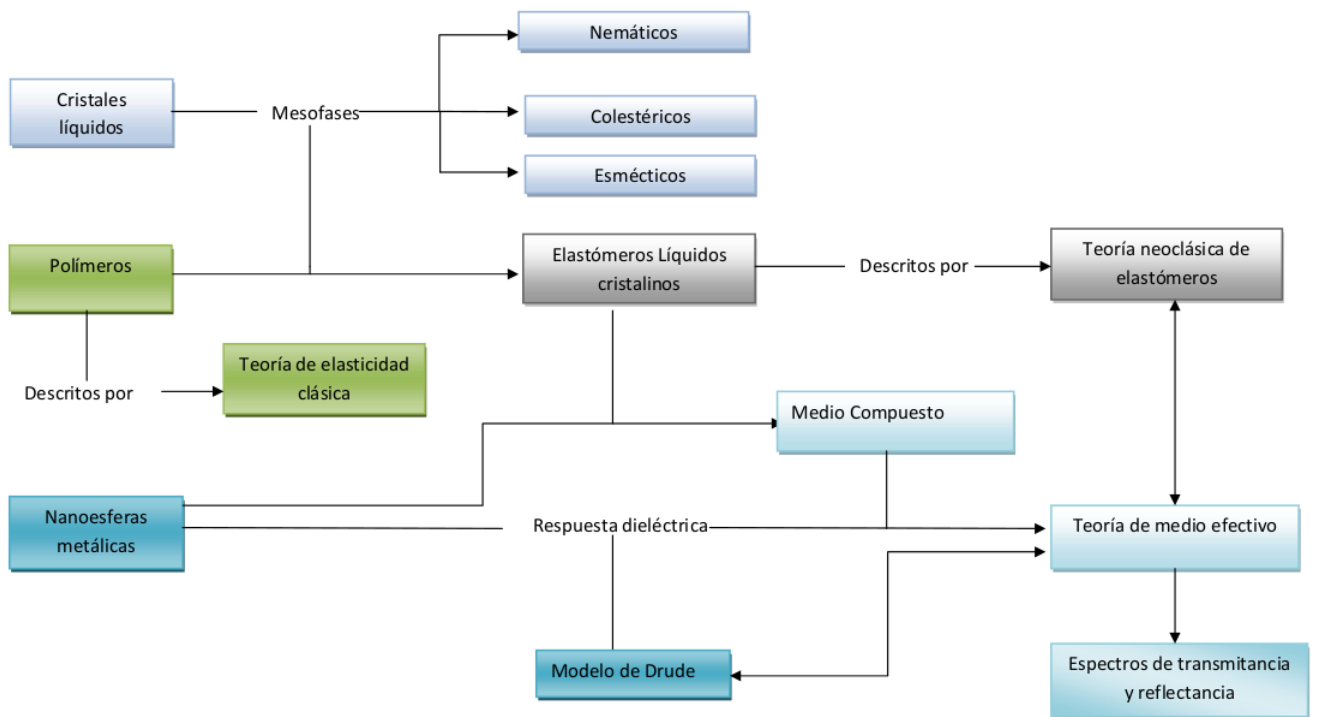 Nemáticos
Cristales
líquidos
Mesofases
Colestéricos
Esmécticos
Polímeros
Elastómeros Líquidos
cristalinos
Descritos por
Teoría neoclásica de
elastómeros
Teoría de elasticidad
clásica
Descritos por
Medio Compuesto
Nanoesferas
metálicas
Respuesta dieléctrica
Teoría de medio efectivo
Modelo de Drude
Espectros de transmitancia
y reflectancia